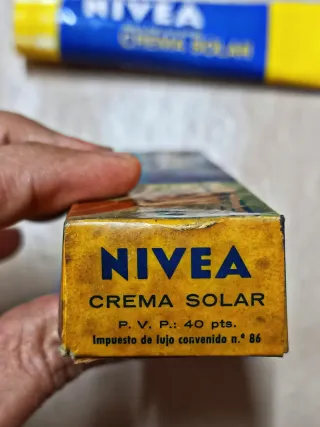 NIVEA
CREMA SOLAR
NIVEA
CREMA SOLAR
P. V. P.: 40 pts.
Impuesto de lujo convenido n.º 86